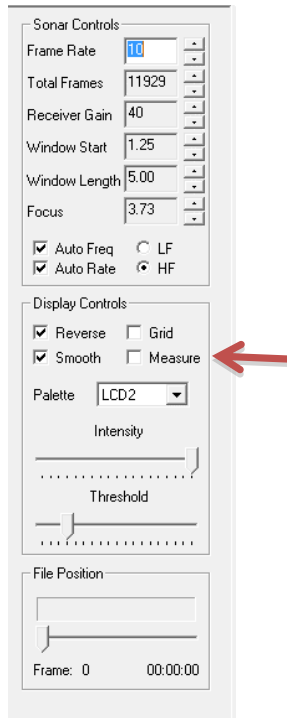 Sonar Controls
Frame Rate 10
Total Frames 11929
Receiver Gain 40
Window Start 1.25
Window Length 5.00
Focus 3.73
Auto Freq LF
Auto Rate HF
Display Controls
Reverse Grid
Smooth Measure
Palette LCD2
Intensity
Threshold
File Position
Frame: 0 00:00:00